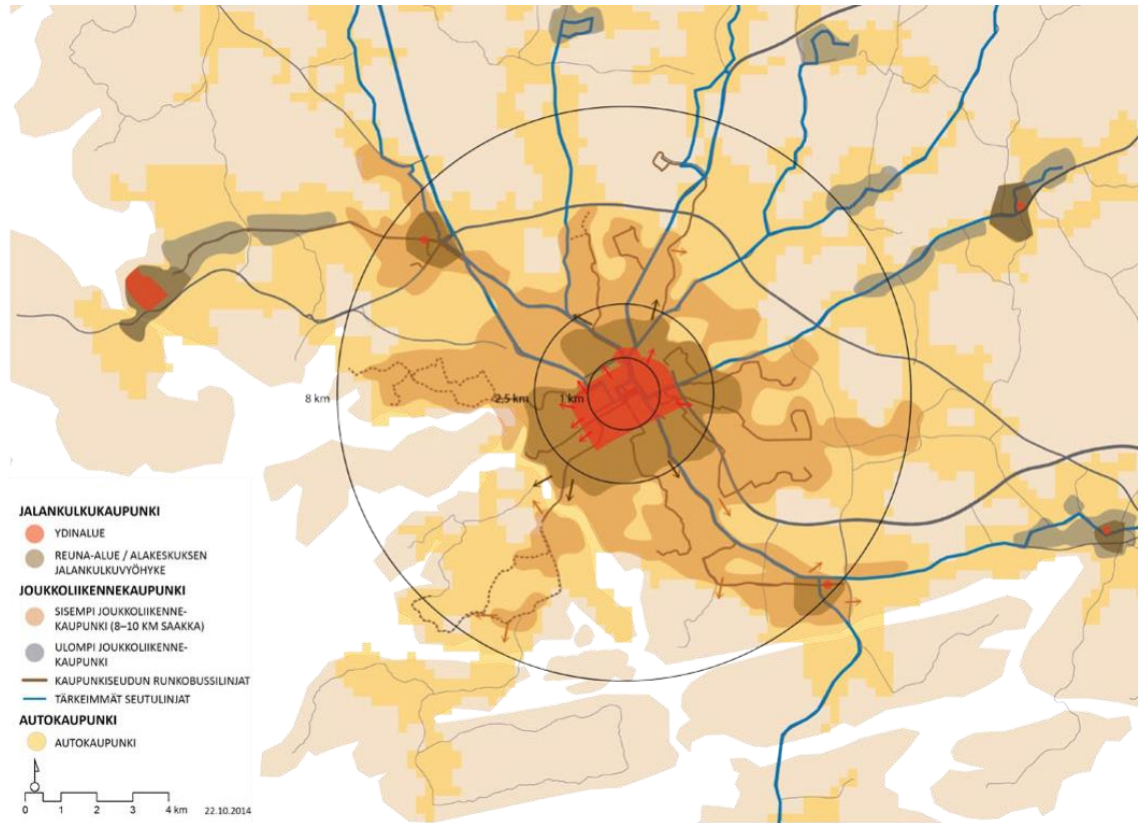 8 km
2,5 km
1 km
JALANKULKUKAUPUNKI
YDINALUE
REUNA-ALUE / ALAKESKUKSEN
JALANKULKUVYÖHYKE
JOUKKOLIIKENNEKAUPUNKI
SISEMPI JOUKKOLIIKENNE-
KAUPUNKI (8–10 KM SAAKKA)
ULOMPI JOUKKOLIIKENNE-
KAUPUNKI
KAUPUNKISEUDUN RUNKOBUSSILINJAT
TÄRKEIMMÄT SEUTULINJAT
AUTOKAUPUNKI
AUTOKAUPUNKI
0 1 2 3 4 km 22.10.2014